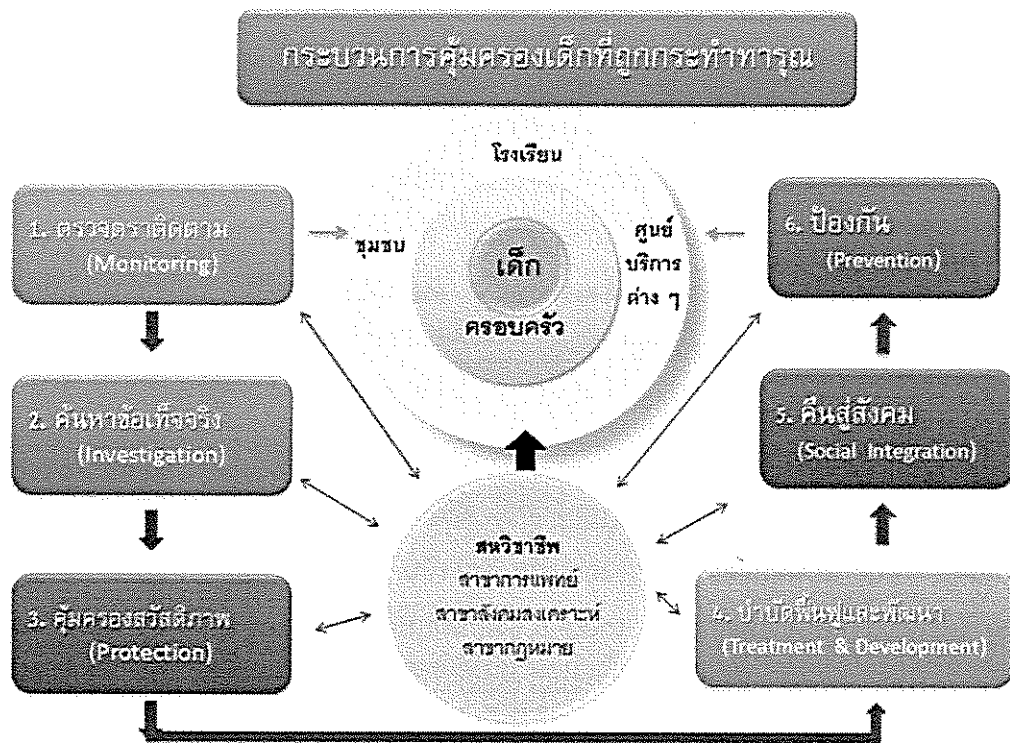 กระบวนการคุ้มครองเด็กที่ถูกกระทำทารุณ
โรงเรียน
ชุมชน
เด็ก
ครอบครัว
ศูนย์
บริการ
ต่าง ๆ
1. ตรวจตราติดตาม
(Monitoring)
2. ค้นหาข้อเท็จจริง
(Investigation)
3. คุ้มครองสวัสดิภาพ
(Protection)
สหวิชาชีพ
สาขาการแพทย์
สาขาสังคมสงเคราะห์
สาขากฎหมาย
4. บำบัดฟื้นฟูและพัฒนา
(Treatment & Development)
5. คืนสู่สังคม
(Social Integration)
6. ป้องกัน
(Prevention)